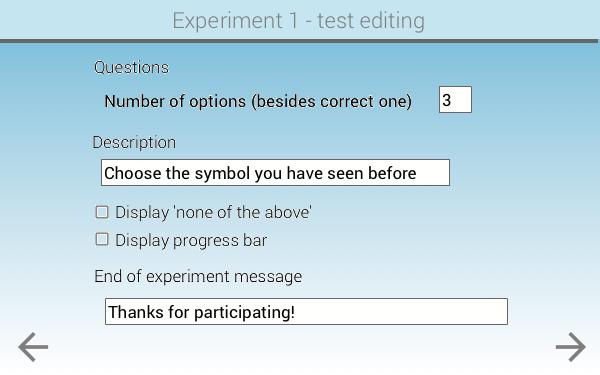 Experiment 1 - test editing
Questions
Number of options (besides correct one) 3
Description
Choose the symbol you have seen before
Display 'none of the above'
Display progress bar
End of experiment message
Thanks for participating!